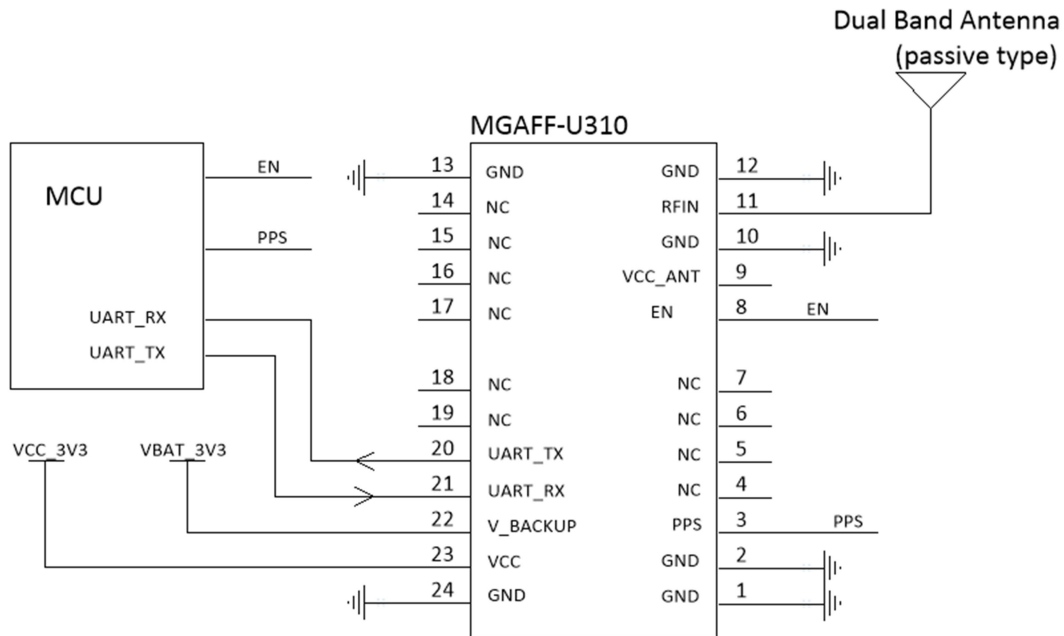 Dual Band Antenna
(passive type)
MGAFF-U310
MCU
EN
PPS
UART_RX
UART_TX
VCC_3V3
VBAT_3V3
13 GND
14 NC
15 NC
16 NC
17 NC
18 NC
19 NC
20 UART_TX
21 UART_RX
22 V_BACKUP
23 VCC
24 GND
GND 12
RFIN 11
GND 10
VCC_ANT 9
EN 8 EN
NC 7
NC 6
NC 5
NC 4
PPS 3 PPS
GND 2
GND 1